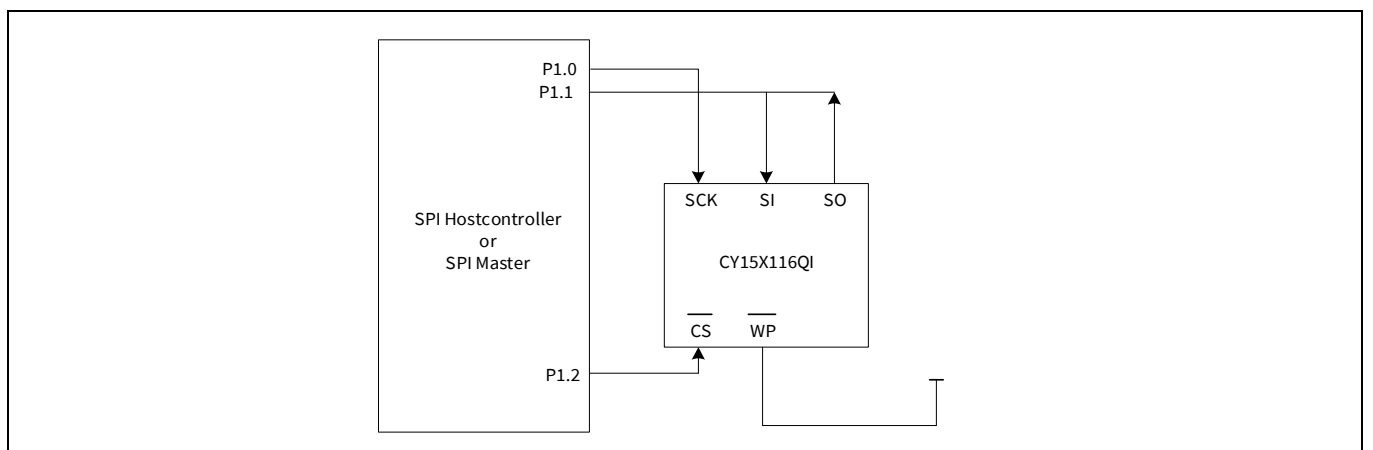 P1.0
P1.1
SCK SI SO
SPI Hostcontroller
or
SPI Master
CY15X116QI
CS WP
P1.2